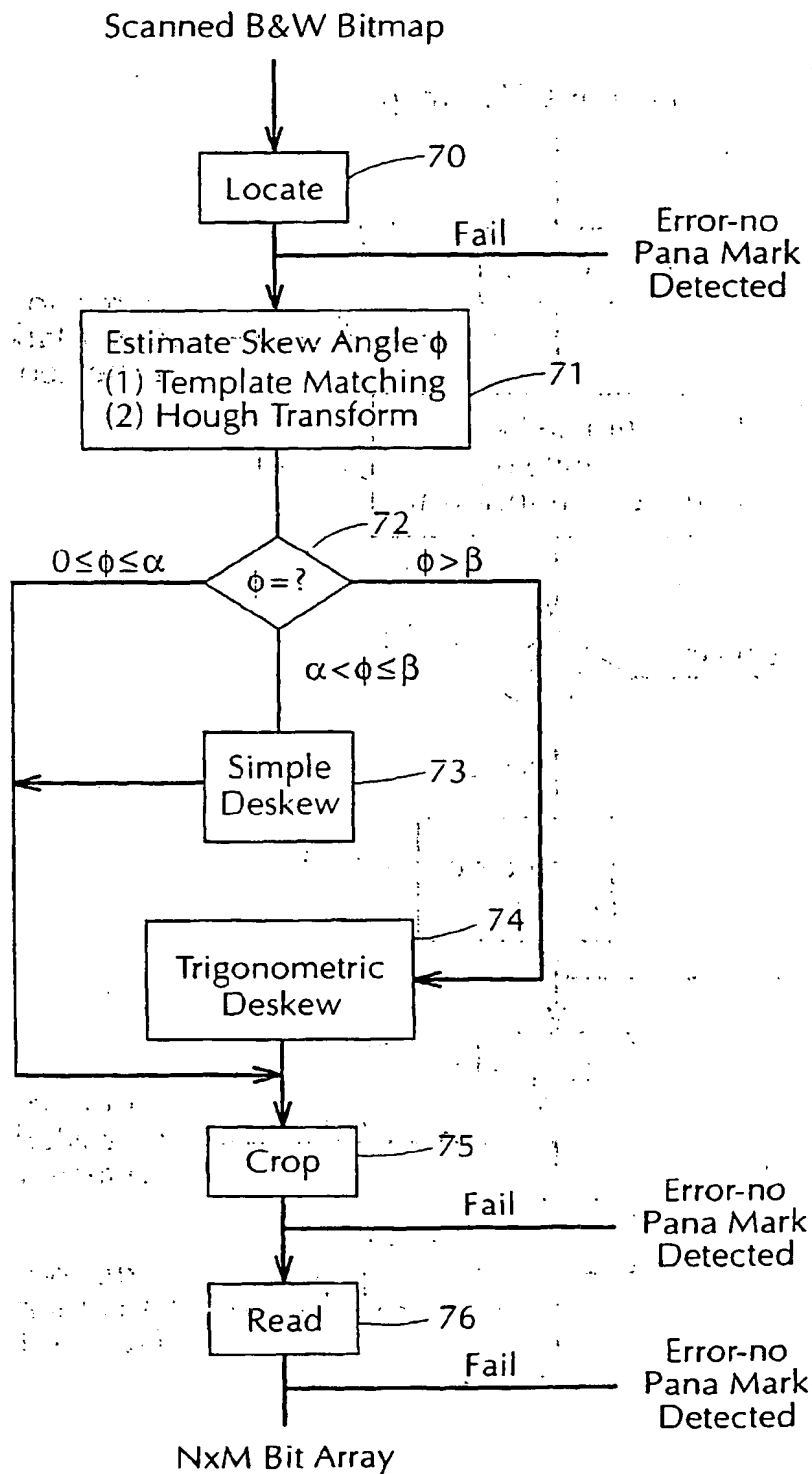 Scanned B&W Bitmap
70
Locate
Fail
Error-no
Pana Mark
Detected
Estimate Skew Angle ϕ
(1) Template Matching
(2) Hough Transform
71
72
0≤ϕ≤α
ϕ=?
ϕ>β
α<ϕ≤β
Simple
Deskew
73
74
Trigonometric
Deskew
Crop
75
Fail
Error-no
Pana Mark
Detected
Read
76
Fail
Error-no
Pana Mark
Detected
NxM Bit Array